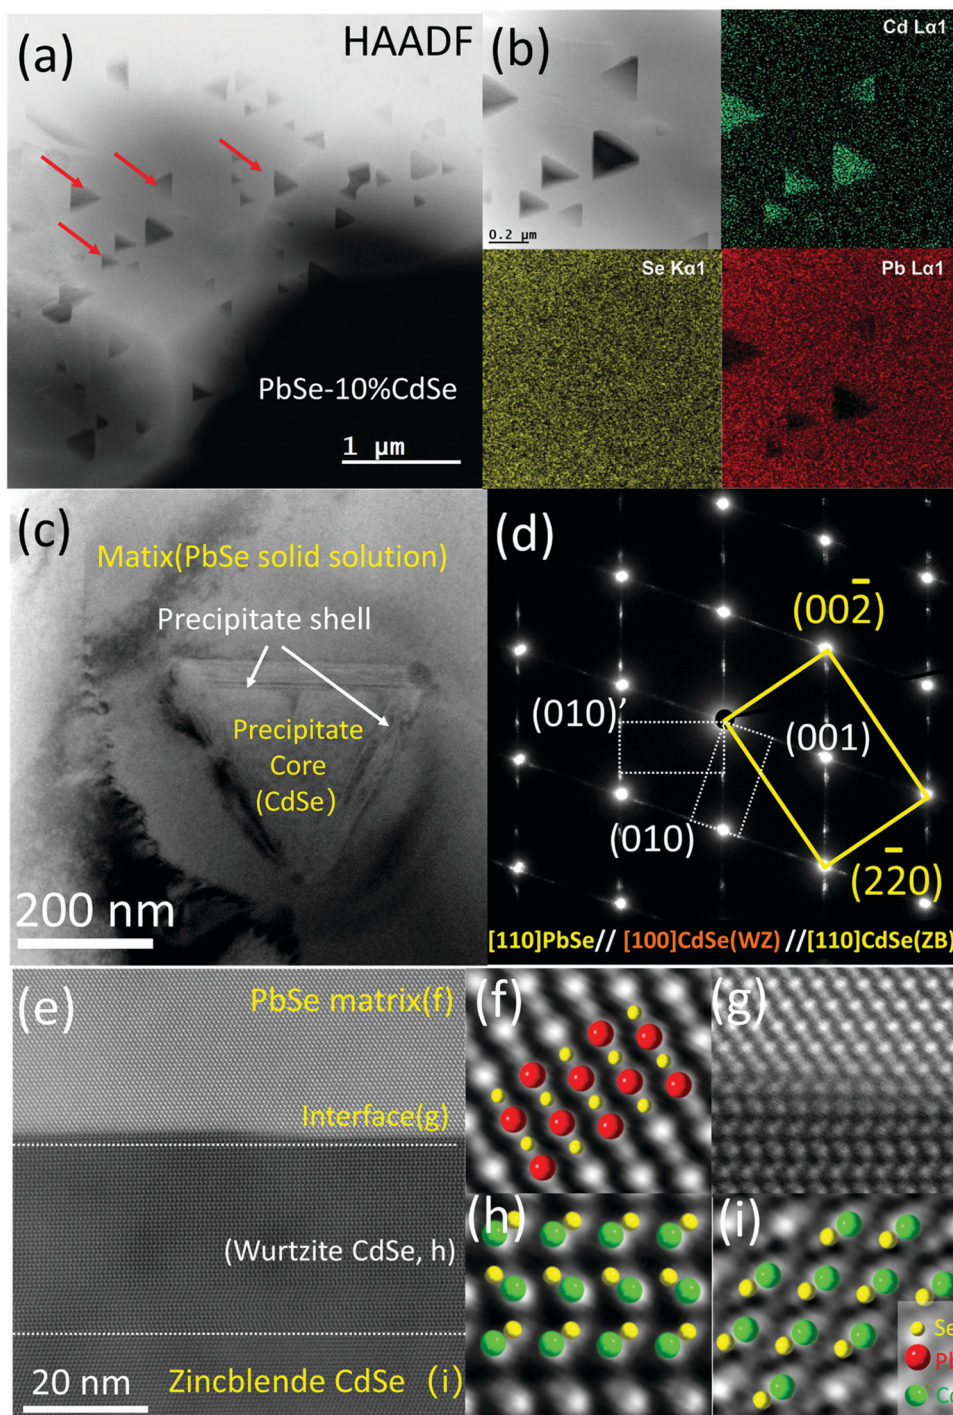 (a)
HAADF
PbSe-10%CdSe
1 μm
(b)
Cd Lα1
0.2 μm
Se Kα1
Pb Lα1
(c)
Matix(PbSe solid solution)
Precipitate shell
Precipitate
Core
(CdSe)
200 nm
(d)
(002̅)
(010)'
(001)
(010)
(2̅20)
[110]PbSe// [100]CdSe(WZ) //[110]CdSe(ZB)
(e)
PbSe matrix(f)
Interface(g)
(Wurtzite CdSe, h)
20 nm
Zincblende CdSe (i)
(f)
(g)
(h)
(i)
Se